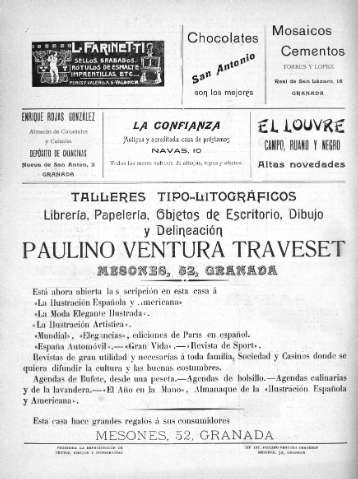 L. FARINETTI
SELLOS, GRABADOS,
ROTULOS DE ESMALTE
IMPRENTILLAS, ETC...
Chocolates
San Antonio
son los mejores
Mosaicos
Cementos
TORRES Y LOPEZ
Real de San Lázaro, 16
GRANADA
ENRIQUE ROJAS GONZÁLEZ
Almacén de
y Carbones
DEPÓSITO DE
Nueva de San Anton, 3
GRANADA
LA CONFIANZA
Antigua y acreditada casa de préstamos
NAVAS, 10
EL LOUVRE
CAMPO, RUANO Y NEGRO
Altas novedades
TALLERES TIPO-LITOGRÁFICOS
Librería, Papelería, Objetos de Escritorio, Dibujo
y Delineación
PAULINO VENTURA TRAVESET
MESONES, 52, GRANADA
Está ahora abierta la s scripción en esta casa á
«La Ilustración Española y ..mericana»
«La Moda Elegante Ilustrada».
«La Ilustración Artística».
«Mundial», «Elegancias», ediciones de Paris en español.
«España Automóvil».—«Gran Vida».—«Revista de Sport».
Revistas de gran utilidad y necesarias á toda familia, Sociedad y Casinos donde se
quiera difundir la cultura y las buenas costumbres.
Agendas de Bufete, desde una peseta.—Agendas de bolsillo.—Agendas culinarias
y de la lavandera.—«El Año en la Mano», Almanaque de la «Ilustración Española
y Americana».
Esta casa hace grandes regalos á sus consumidores
MESONES, 52, GRANADA